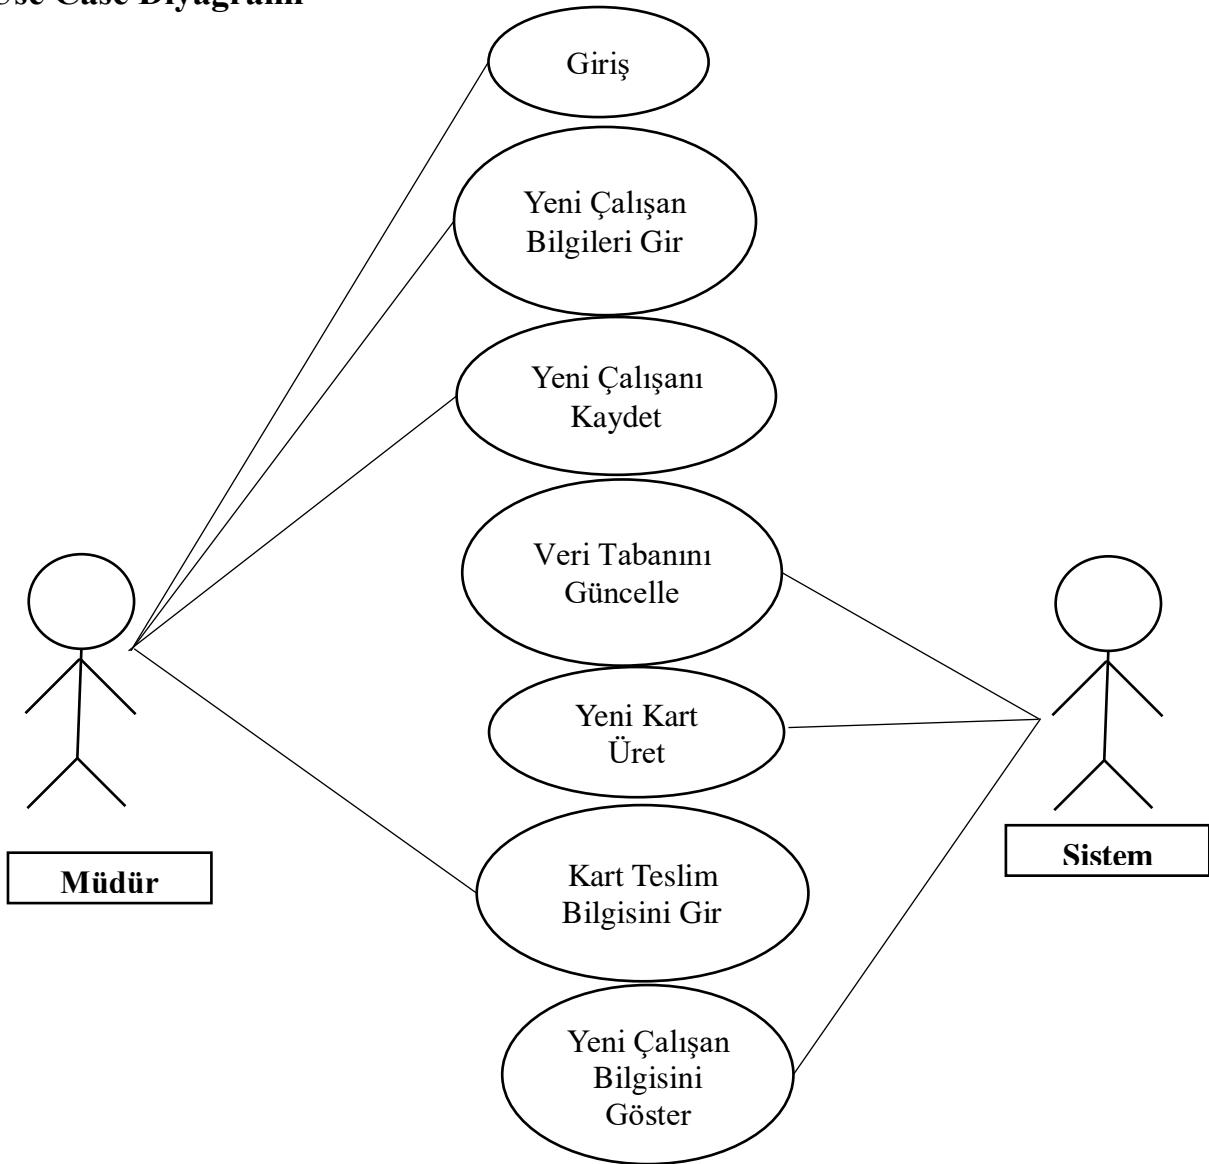 Use Case Diyagramı
Giriş
Yeni Çalışan
Bilgileri Gir
Yeni Çalışanı
Kaydet
Veri Tabanını
Güncelle
Yeni Kart
Üret
Sistem
Müdür
Kart Teslim
Bilgisini Gir
Yeni Çalışan
Bilgisini
Göster